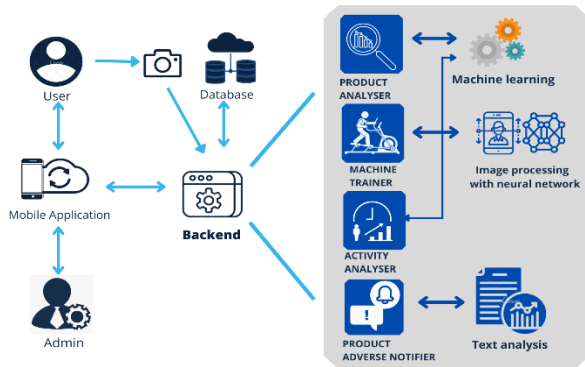 User
Database
Mobile Application
Backend
Admin
PRODUCT
ANALYSER
Machine learning
MACHINE
TRAINER
Image processing
with neural network
ACTIVITY
ANALYSER
!
PRODUCT
ADVERSE NOTIFIER
Text analysis